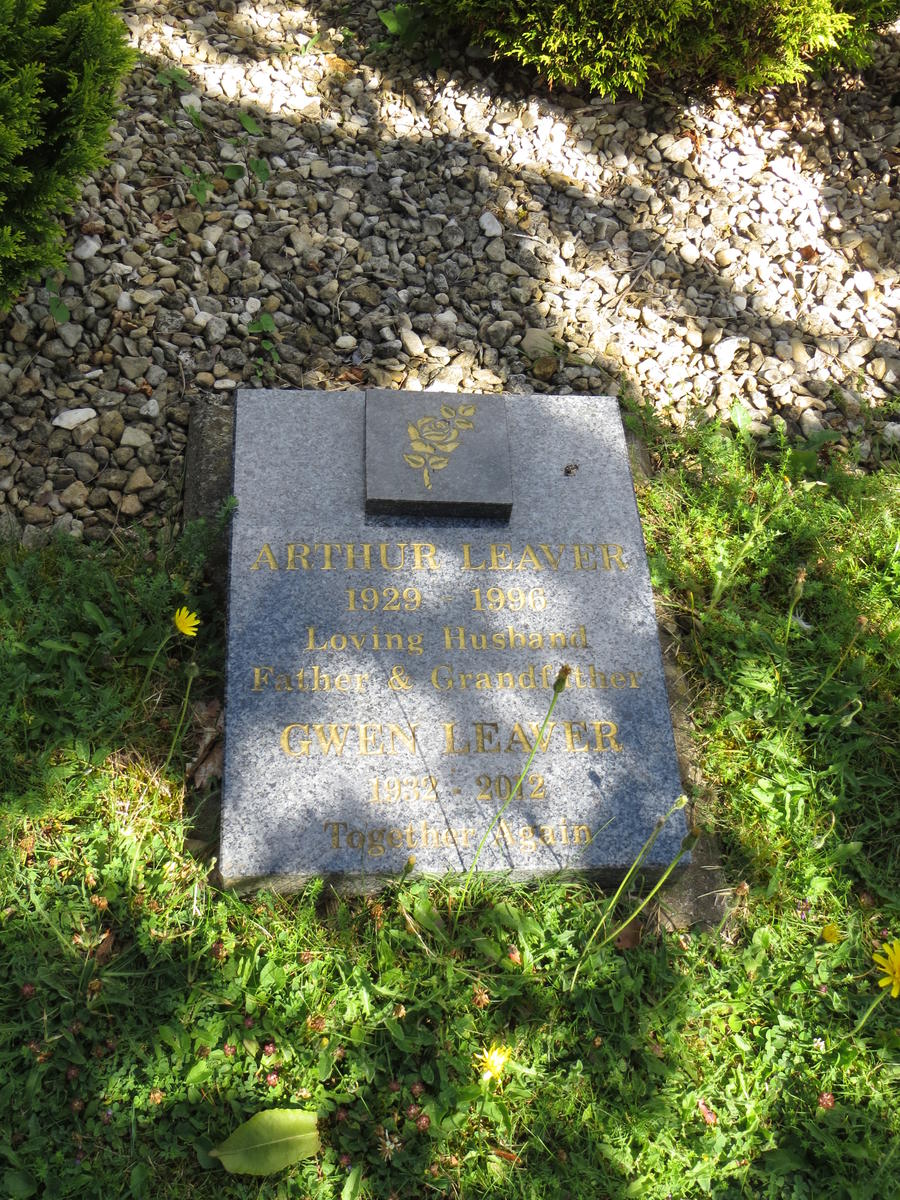 ARTHUR LEAVER
1929 - 1996
Loving Husband
Father & Grandfather
GWEN LEAVER
1932 - 2012
Together Again